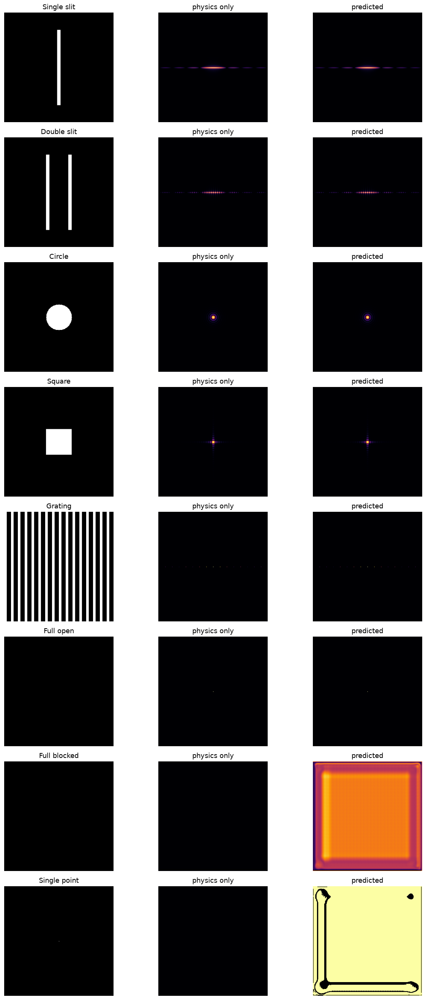 Single slit physics only predicted
Double slit physics only predicted
Circle physics only predicted
Square physics only predicted
Grating physics only predicted
Full open physics only predicted
Full blocked physics only predicted
Single point physics only predicted